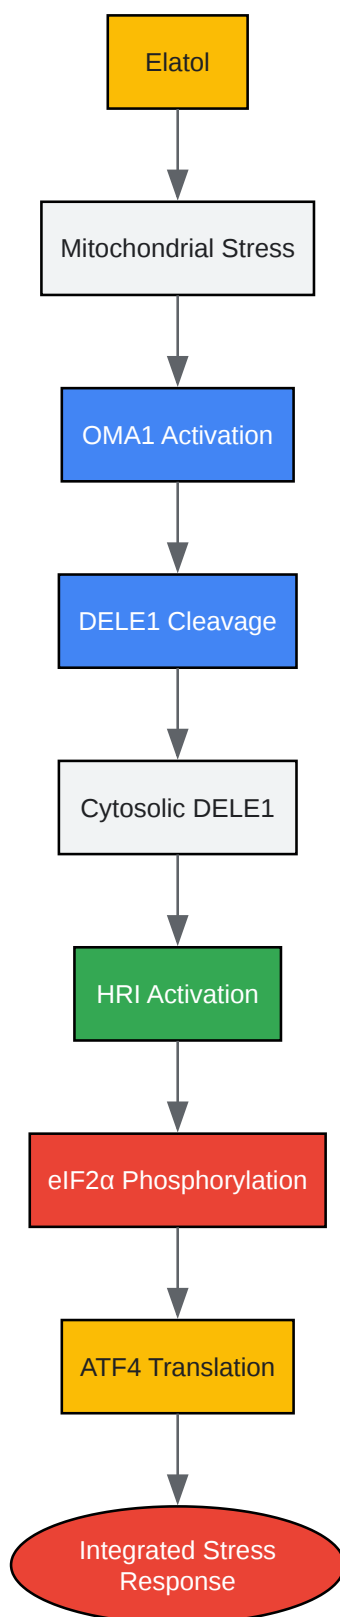 Elatol
Mitochondrial Stress
OMA1 Activation
DELE1 Cleavage
Cytosolic DELE1
HRI Activation
eIF2α Phosphorylation
ATF4 Translation
Integrated Stress
Response